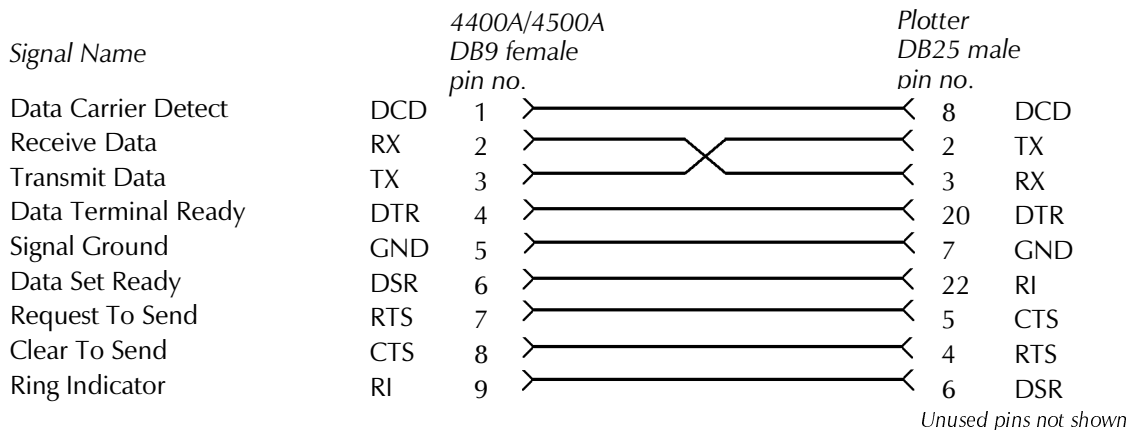 4400A/4500A Plotter
Signal Name DB9 female DB25 male
pin no. pin no.
Data Carrier Detect DCD 1 8 DCD
Receive Data RX 2 2 TX
Transmit Data TX 3 3 RX
Data Terminal Ready DTR 4 20 DTR
Signal Ground GND 5 7 GND
Data Set Ready DSR 6 22 RI
Request To Send RTS 7 5 CTS
Clear To Send CTS 8 4 RTS
Ring Indicator RI 9 6 DSR
Unused pins not shown